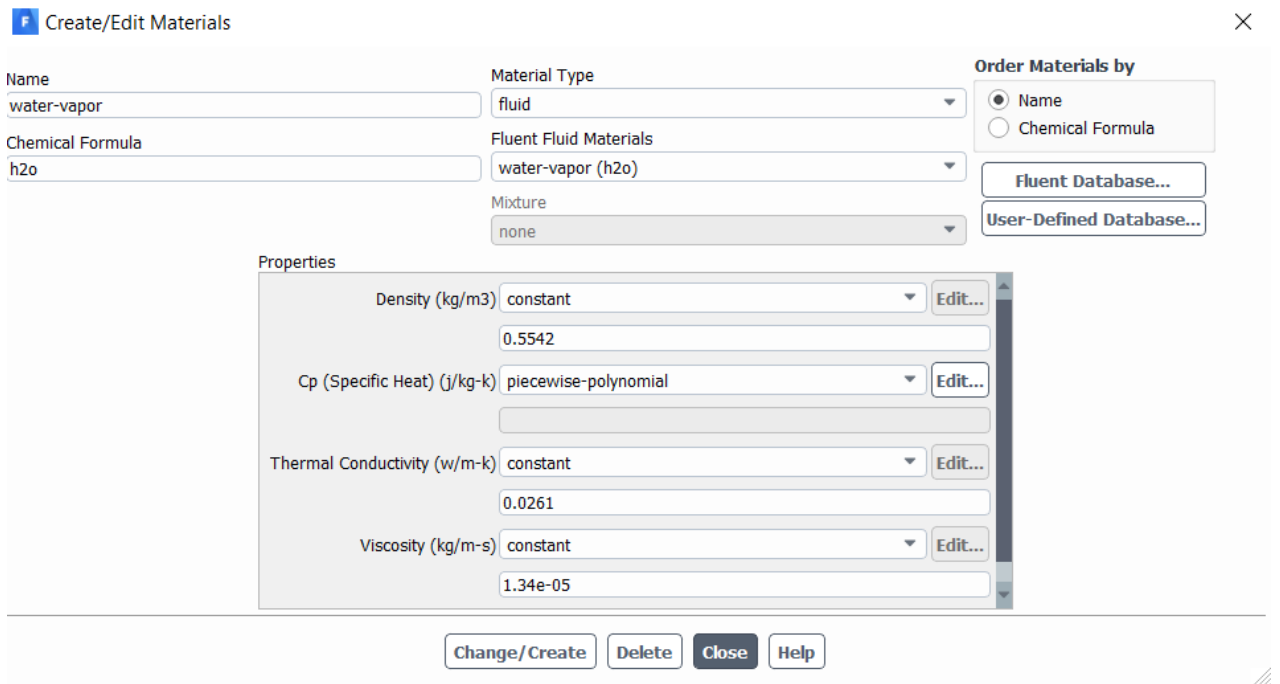 F Create/Edit Materials
Name
water-vapor
Chemical Formula
h2o
Material Type
fluid
Fluent Fluid Materials
water-vapor (h2o)
Mixture
none
Order Materials by
Name
Chemical Formula
Fluent Database...
User-Defined Database...
Properties
Density (kg/m3) constant Edit...
0.5542
Cp (Specific Heat) (j/kg-k) piecewise-polynomial Edit...
Thermal Conductivity (w/m-k) constant Edit...
0.0261
Viscosity (kg/m-s) constant Edit...
1.34e-05
Change/Create Delete Close Help